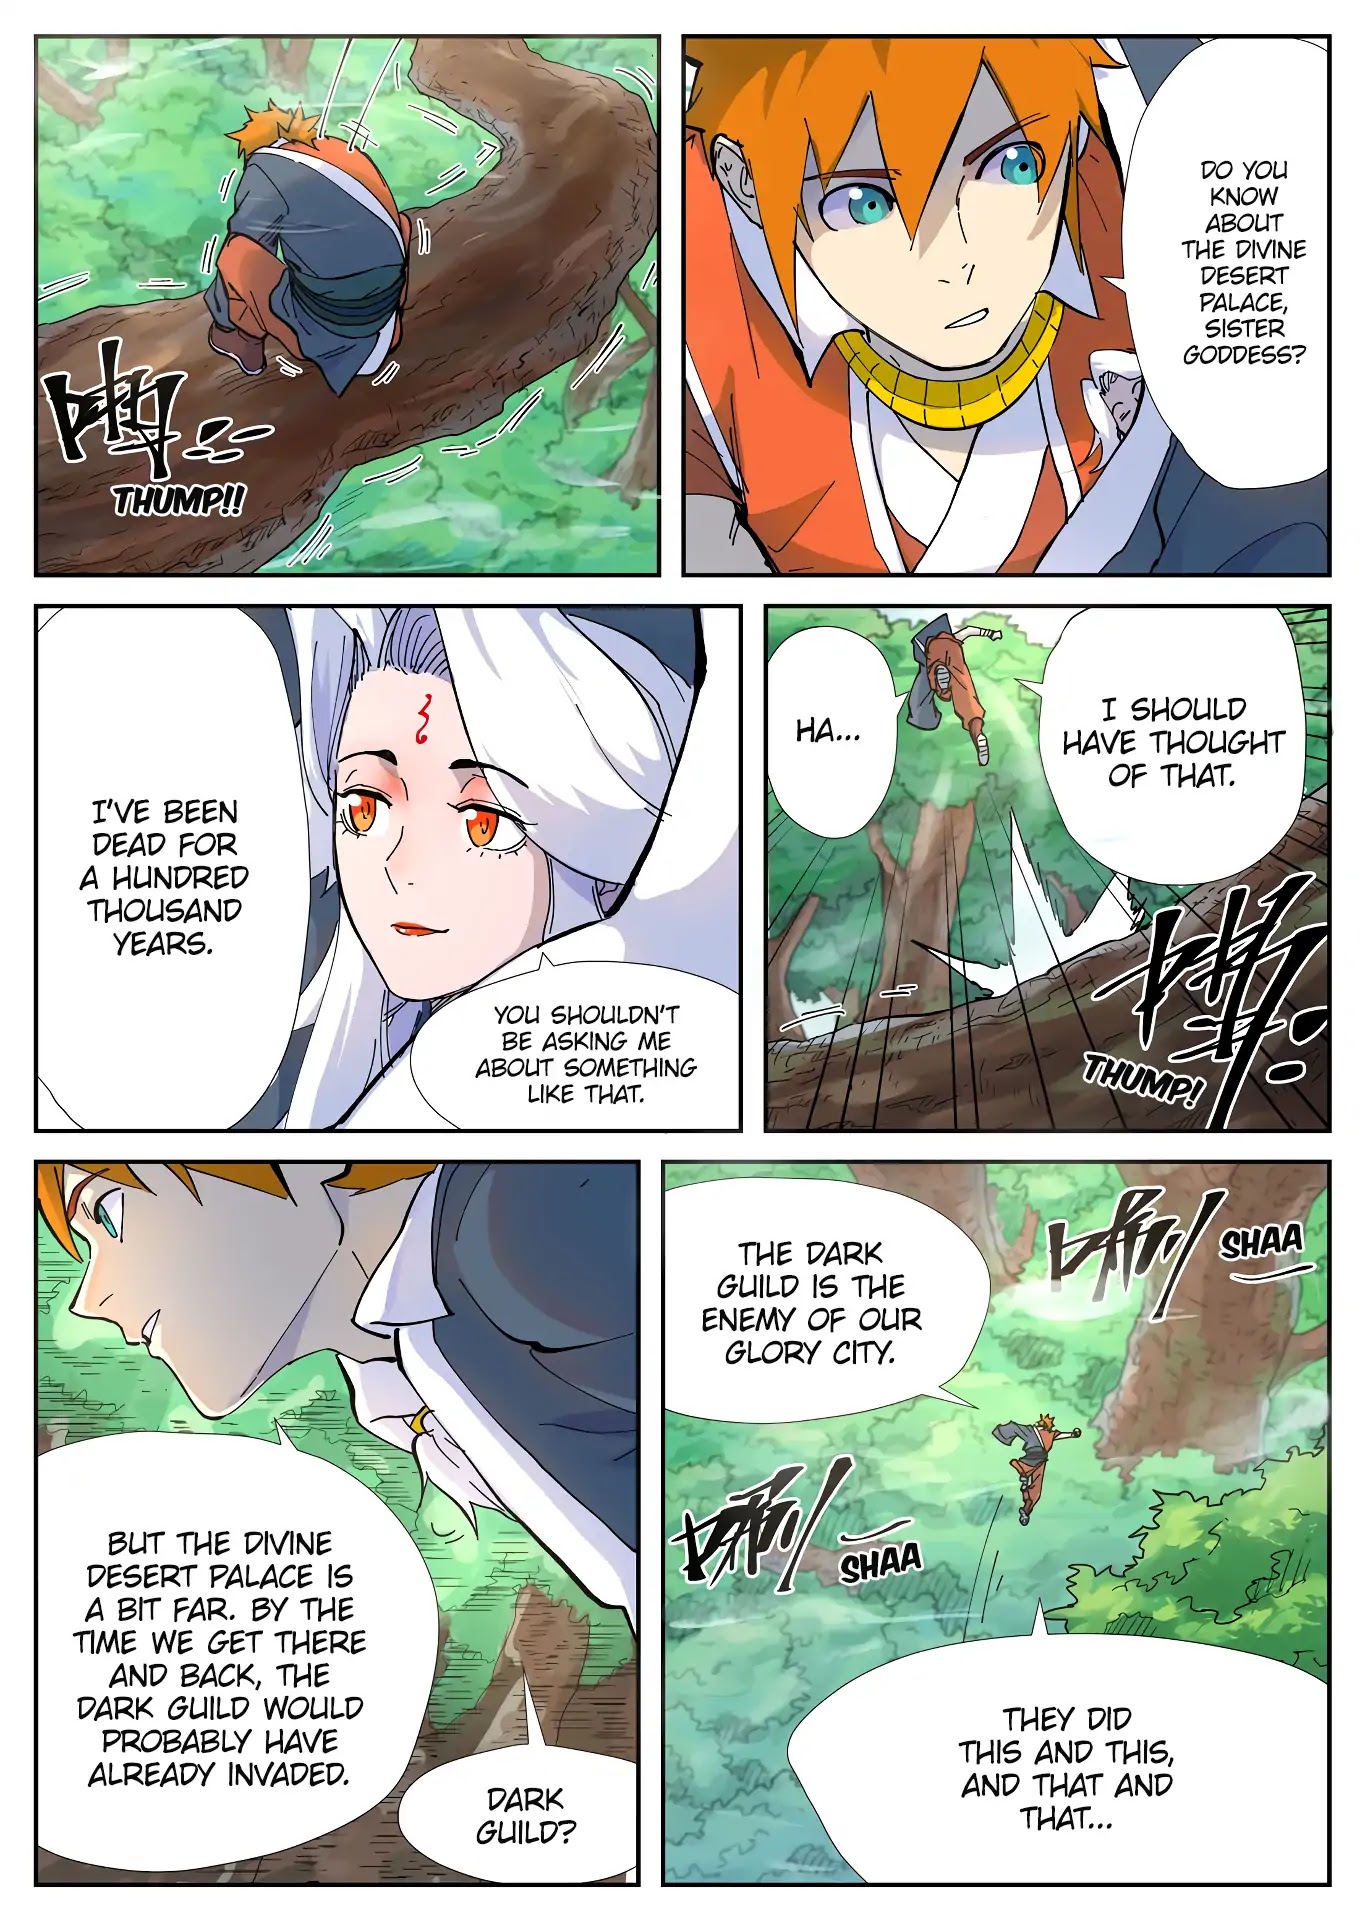 THUMP!!
DO YOU
KNOW
ABOUT
THE DIVINE
DESERT
PALACE,
SISTER
GODDESS?
I'VE BEEN
DEAD FOR
A HUNDRED
THOUSAND
YEARS.
YOU SHOULDN'T
BE ASKING ME
ABOUT SOMETHING
LIKE THAT.
HA...
I SHOULD
HAVE THOUGHT
OF THAT.
THUMP!
BUT THE DIVINE
DESERT PALACE IS
A BIT FAR. BY THE
TIME WE GET THERE
AND BACK, THE
DARK GUILD WOULD
PROBABLY HAVE
ALREADY INVADED.
DARK
GUILD?
THE DARK
GUILD IS THE
ENEMY OF OUR
GLORY CITY.
SHAA
SHAA
THEY DID
THIS AND THIS,
AND THAT AND
THAT...